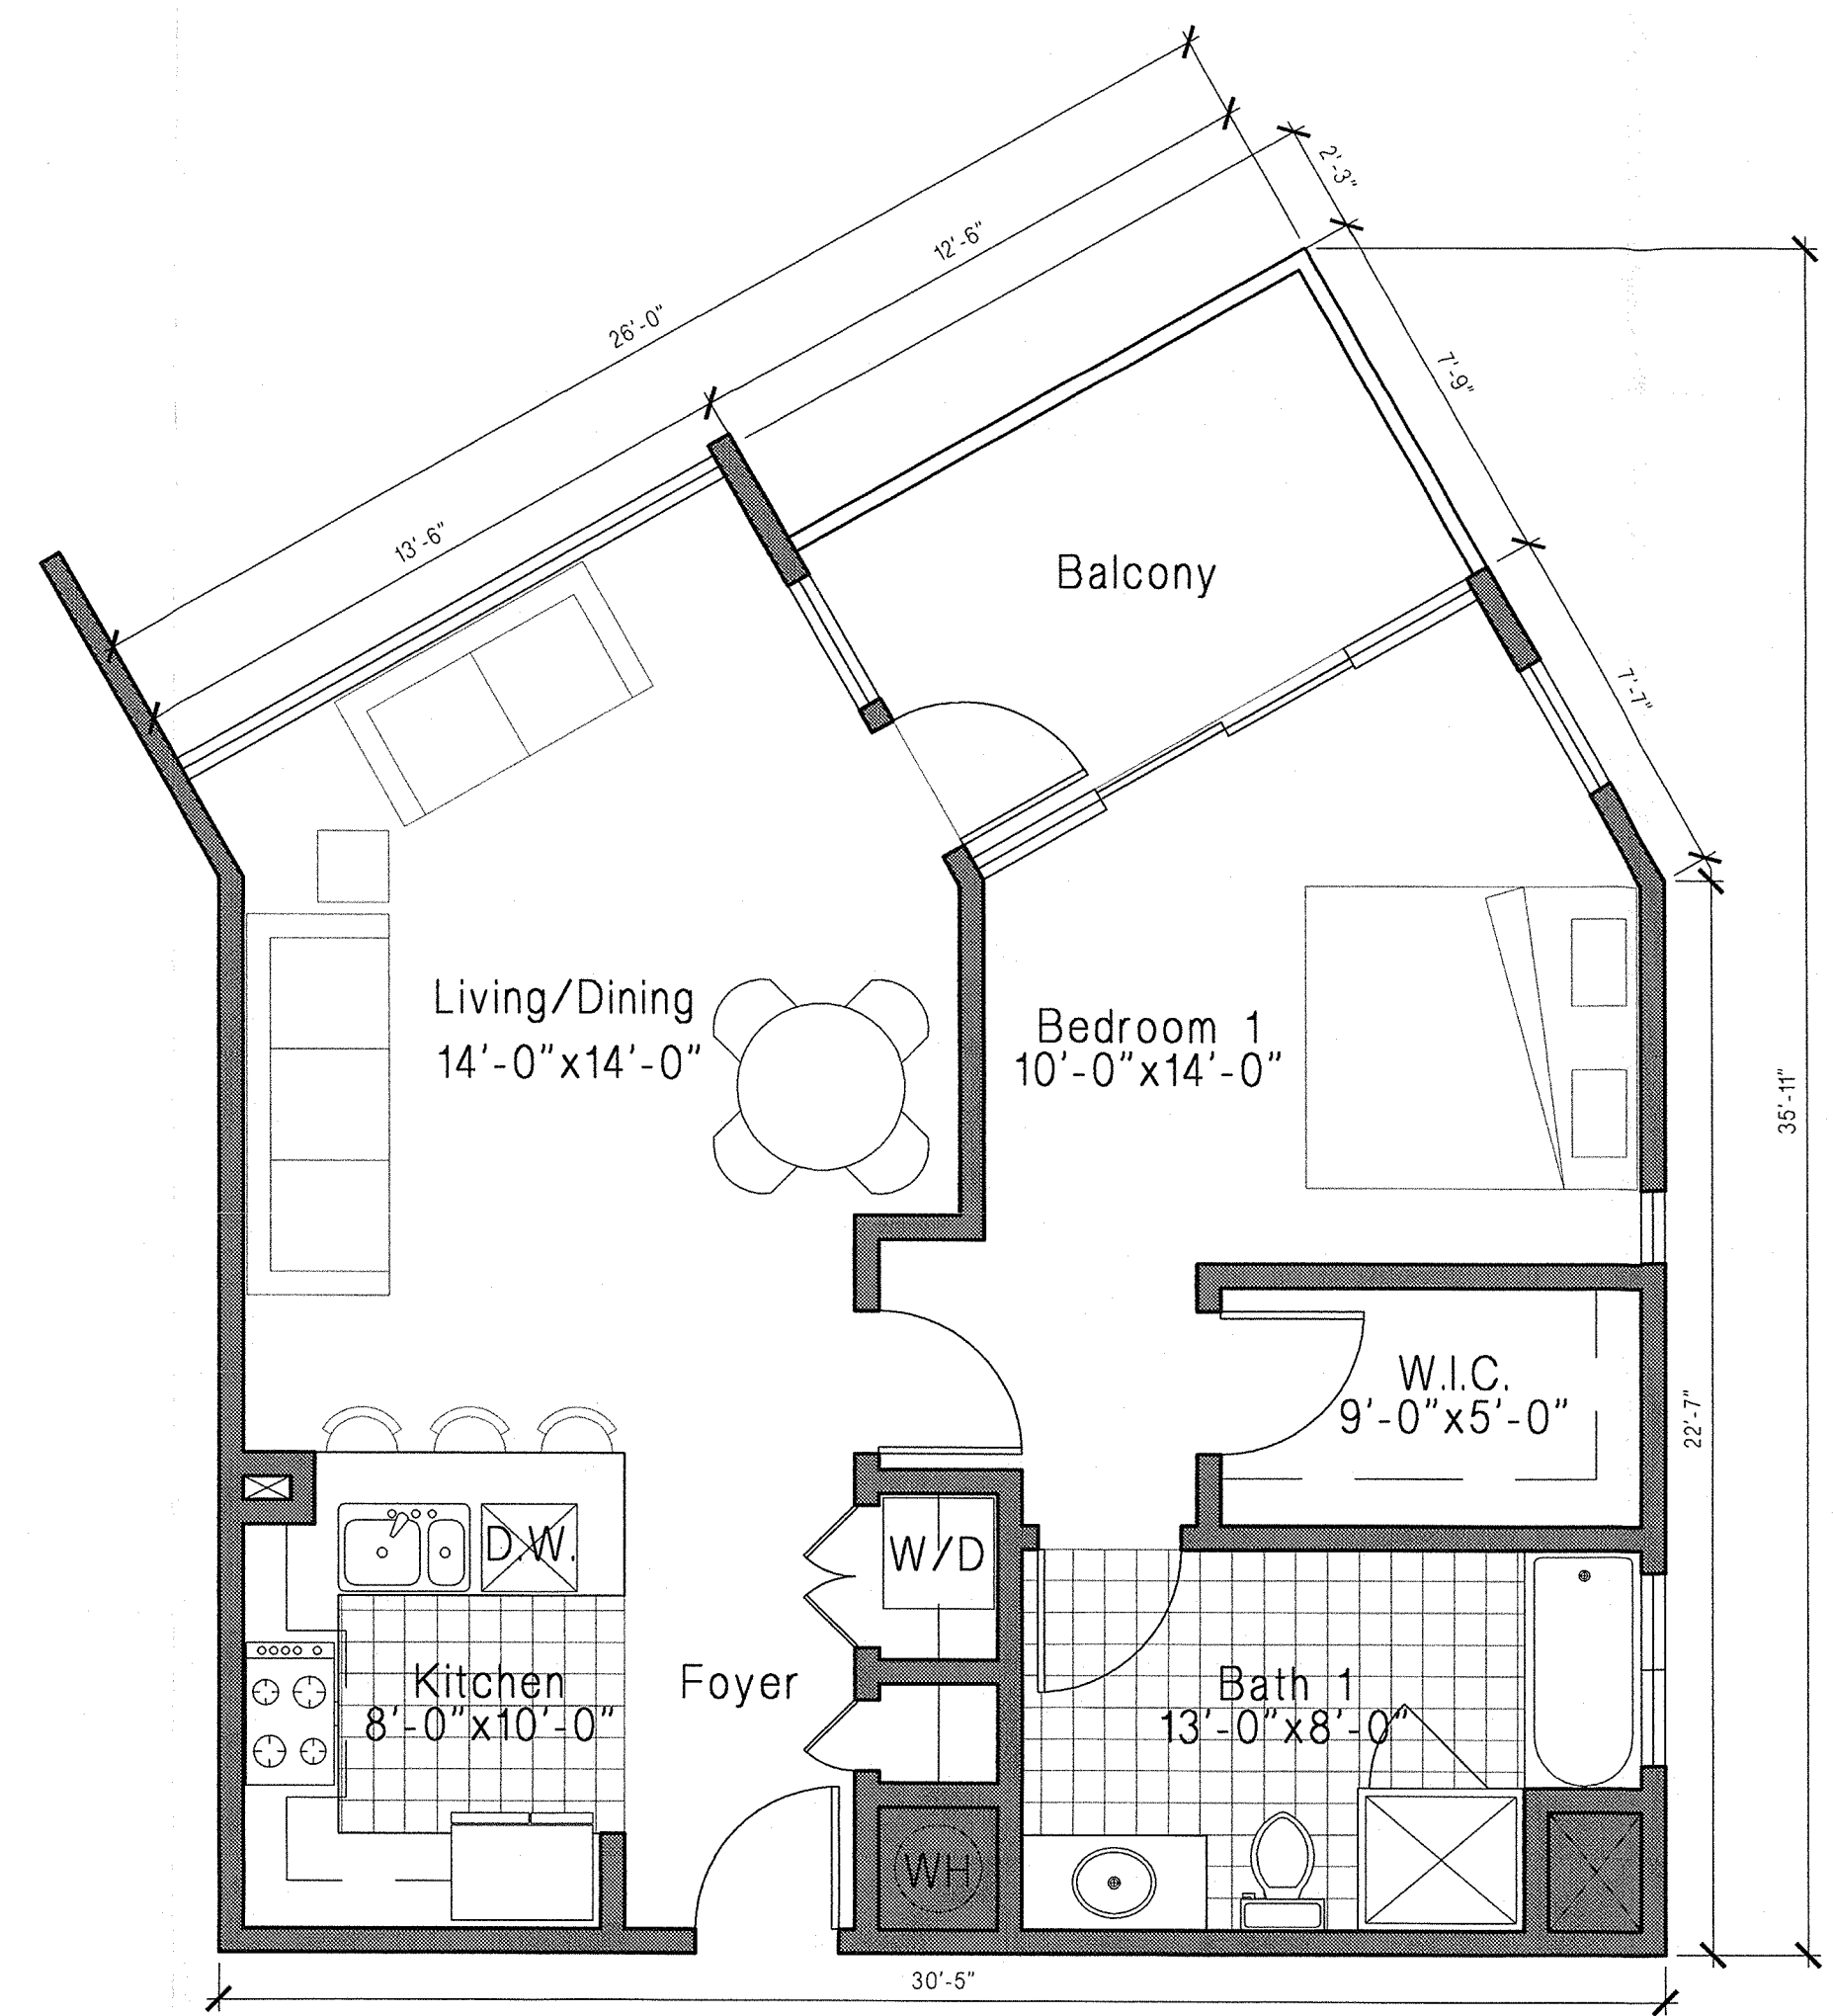 2'-3"
12'-6"
26'-0"
7'-9"
13'-6"
Balcony
7'-7"
Living/Dining
14'-0"x14'-0"
Bedroom 1
10'-0"x14'-0"
35'-11"
W.I.C.
9'-0"x5'-0"
22'-7"
D.W.
W/D
Kitchen
8'-0"x10'-0"
Foyer
Bath 1
13'-0"x8'-0"
WH
30'-5"